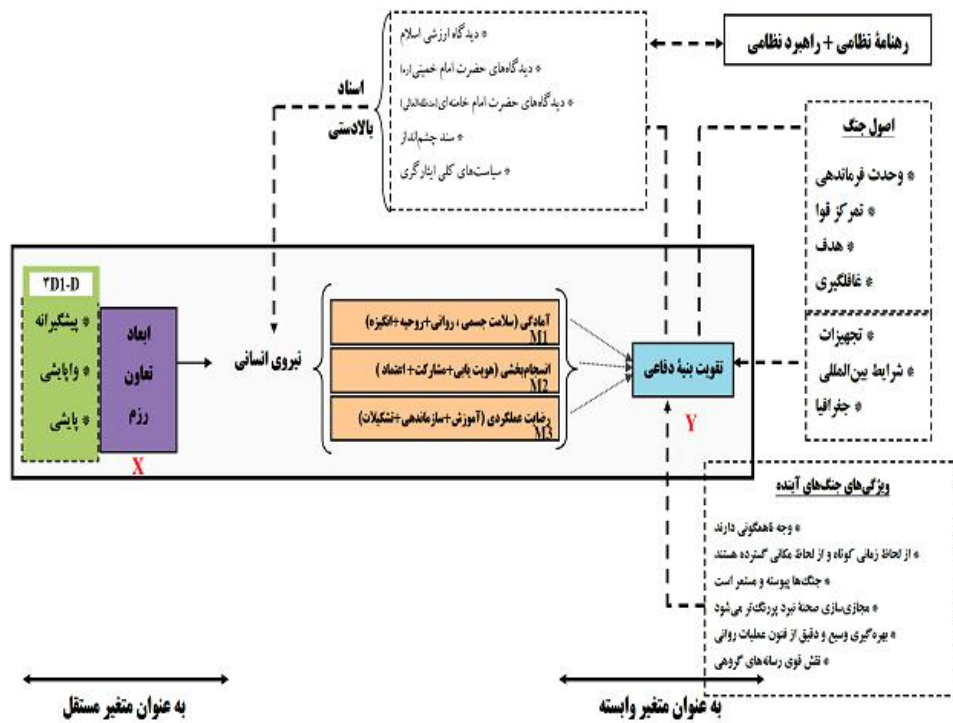 رهنامهٔ نظامی + راهبرد نظامی
* دیدگاه ارزشی اسلام
* دیدگاه‌های حضرت امام خمینی(ره)
* دیدگاه‌های حضرت امام خامنه‌ای(مدظله‌العالی)
* سند چشم‌انداز
* سیاست‌های کلی ایثارگری
اسناد
بالادستی
اصول جنگ
* وحدت فرماندهی
* تمرکز قوا
* هدف
* غافلگیری
* تجهیزات
* شرایط بین‌المللی
* جغرافیا
تقویت بنیهٔ دفاعی
Y
آمادگی (سلامت جسمی ، روانی+روحیه+انگیزه)
M1
انسجام‌بخشی (هویت یابی+مشارکت+ اعتماد )
M2
رضایت عملکردی (آموزش+سازماندهی+تشکیلات)
M3
نیروی انسانی
ابعاد
تعاون
رزم
X
۳D1-D
* پیشگیرانه
* واپایشی
* پایشی
ویژگی‌های جنگ‌های آینده
* وجه ناهمگونی دارند
* از لحاظ زمانی کوتاه و از لحاظ مکانی گسترده هستند
* جنگ‌ها پیوسته و مستمر است
* مجازی‌سازی صحنهٔ نبرد پررنگ‌تر می‌شود
* بهره‌گیری وسیع و دقیق از فنون عملیات روانی
* نقش قوی رسانه‌های گروهی
به عنوان متغیر وابسته
به عنوان متغیر مستقل